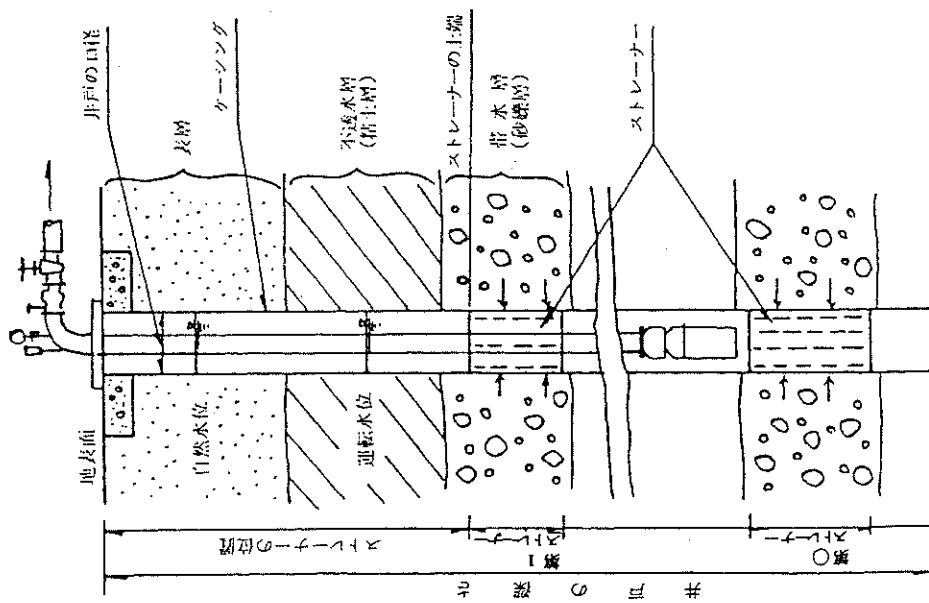 井戸の口径
ケーシング
表層
不透水層
(粘土層)
ストレーナーの上端
帯水層
(砂礫層)
ストレーナー
地表面
自然水位
運転水位
ストレーナーの位置
第1
ストレーナー
第○
ストレーナー
井戸の深さ